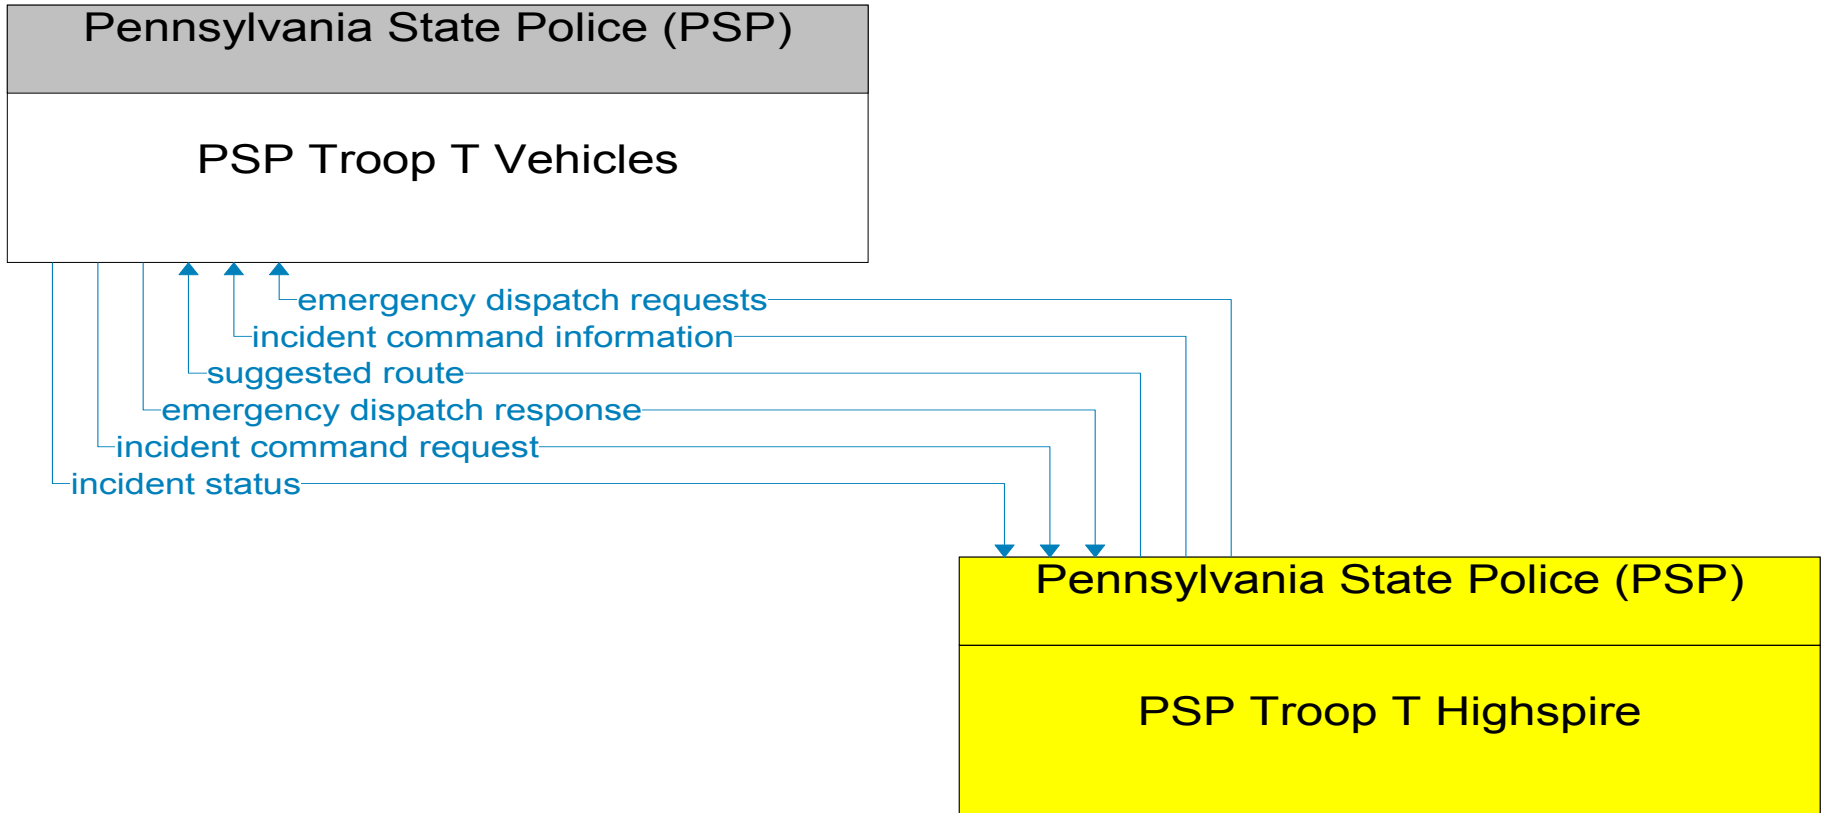 Pennsylvania State Police (PSP)
PSP Troop T Vehicles
emergency dispatch requests
incident command information
suggested route
emergency dispatch response
incident command request
incident status
Pennsylvania State Police (PSP)
PSP Troop T Highspire